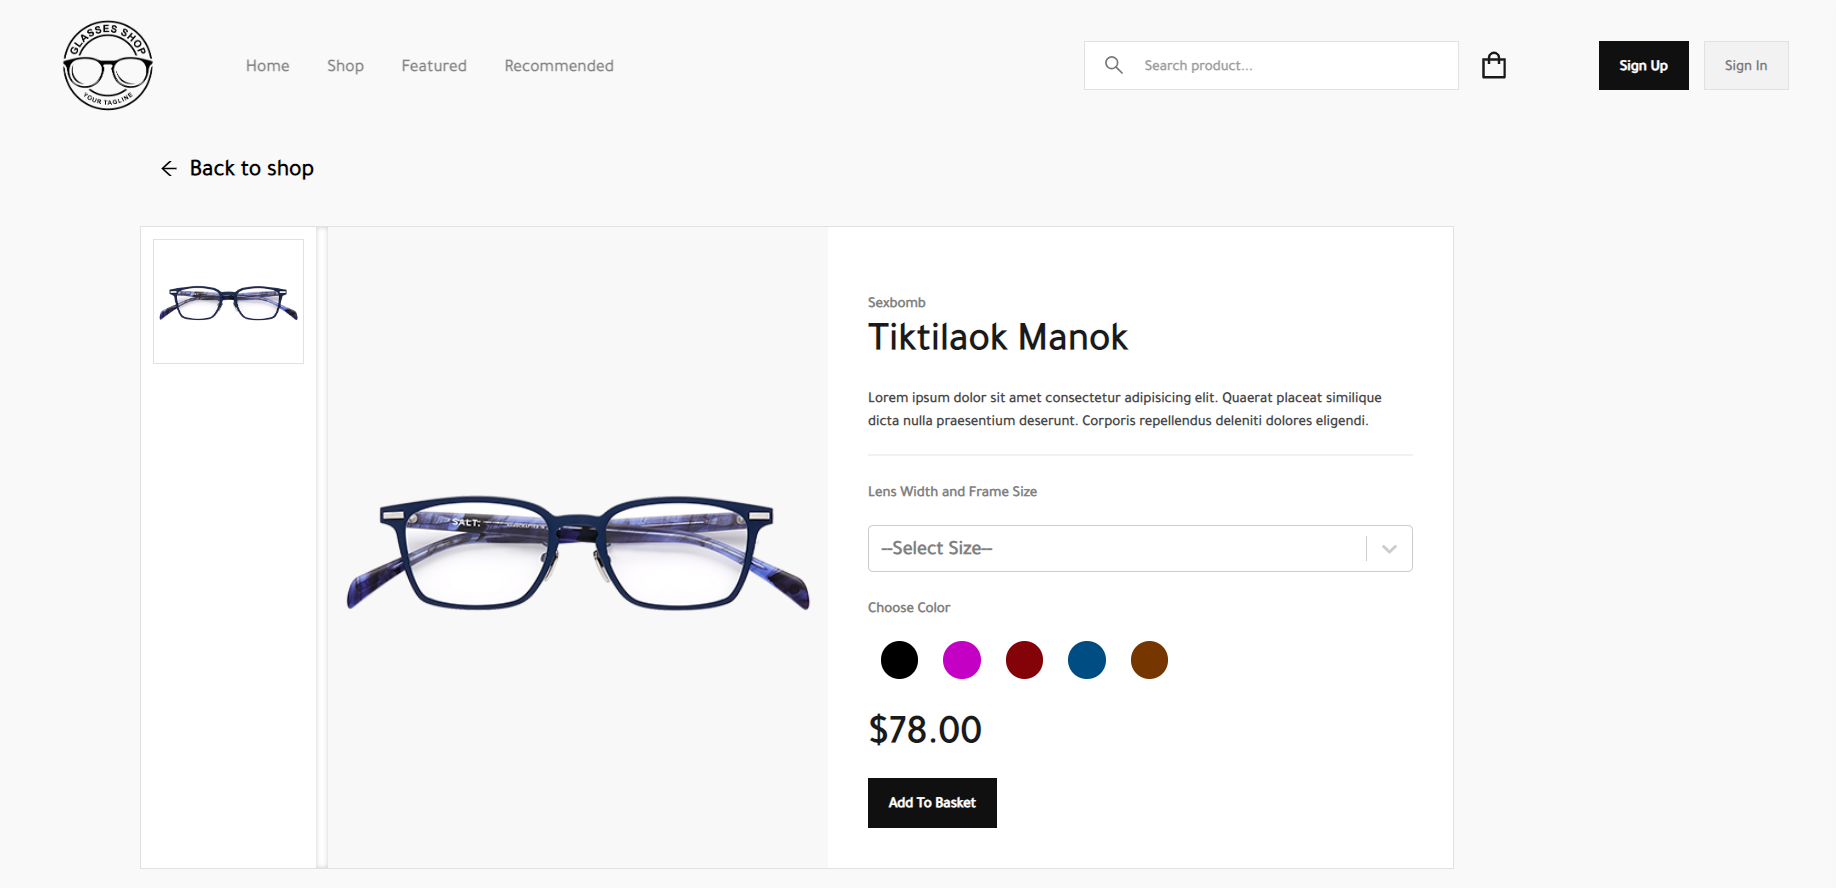 GLASSES SHOP
YOUR TAGLINE
Home
Shop
Featured
Recommended
Search product...
Sign Up
Sign In
Back to shop
Sexbomb
Tiktilaok Manok
Lorem ipsum dolor sit amet consectetur adipisicing elit. Quaerat placeat similique
dicta nulla praesentium deserunt. Corporis repellendus deleniti dolores eligendi.
Lens Width and Frame Size
--Select Size--
SALT:
Choose Color
$78.00
Add To Basket